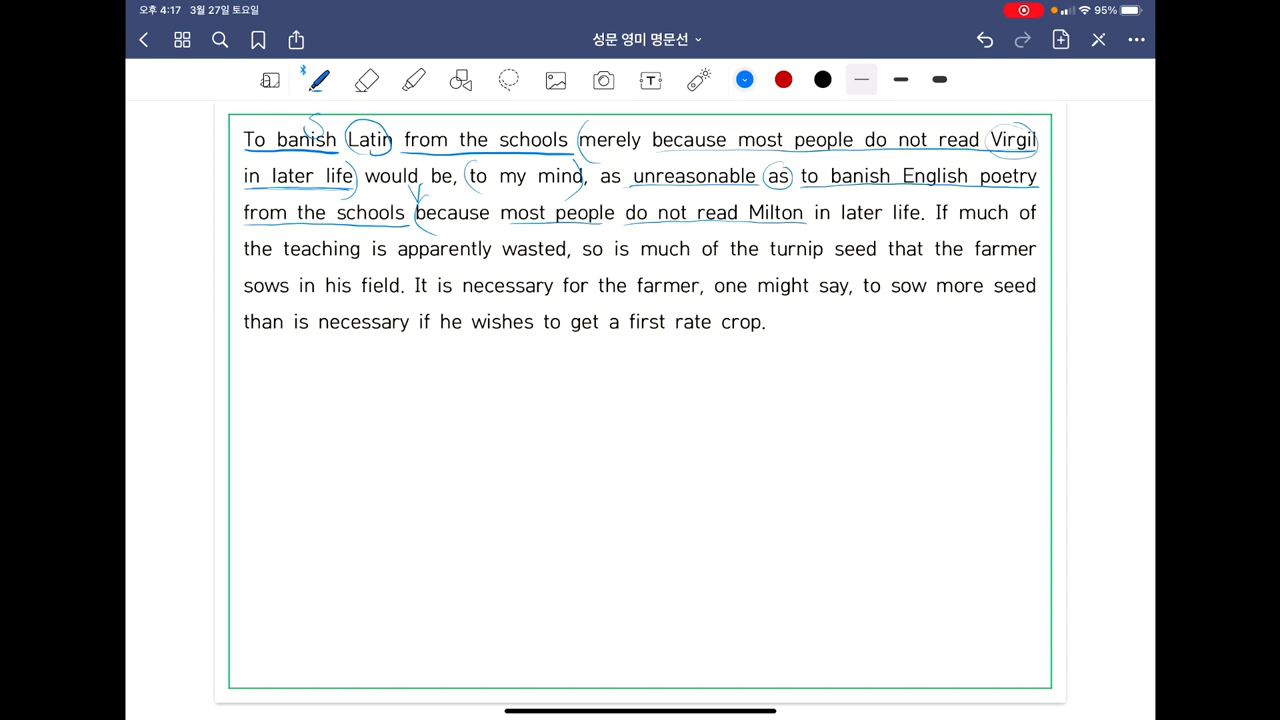 오후 4:17 3월 27일 토요일
95%
성문 영미 명문선
T
S
To banish Latin from the schools merely because most people do not read Virgil
in later life would be, to my mind, as unreasonable as to banish English poetry
V
from the schools because most people do not read Milton in later life. If much of
the teaching is apparently wasted, so is much of the turnip seed that the farmer
sows in his field. It is necessary for the farmer, one might say, to sow more seed
than is necessary if he wishes to get a first rate crop.